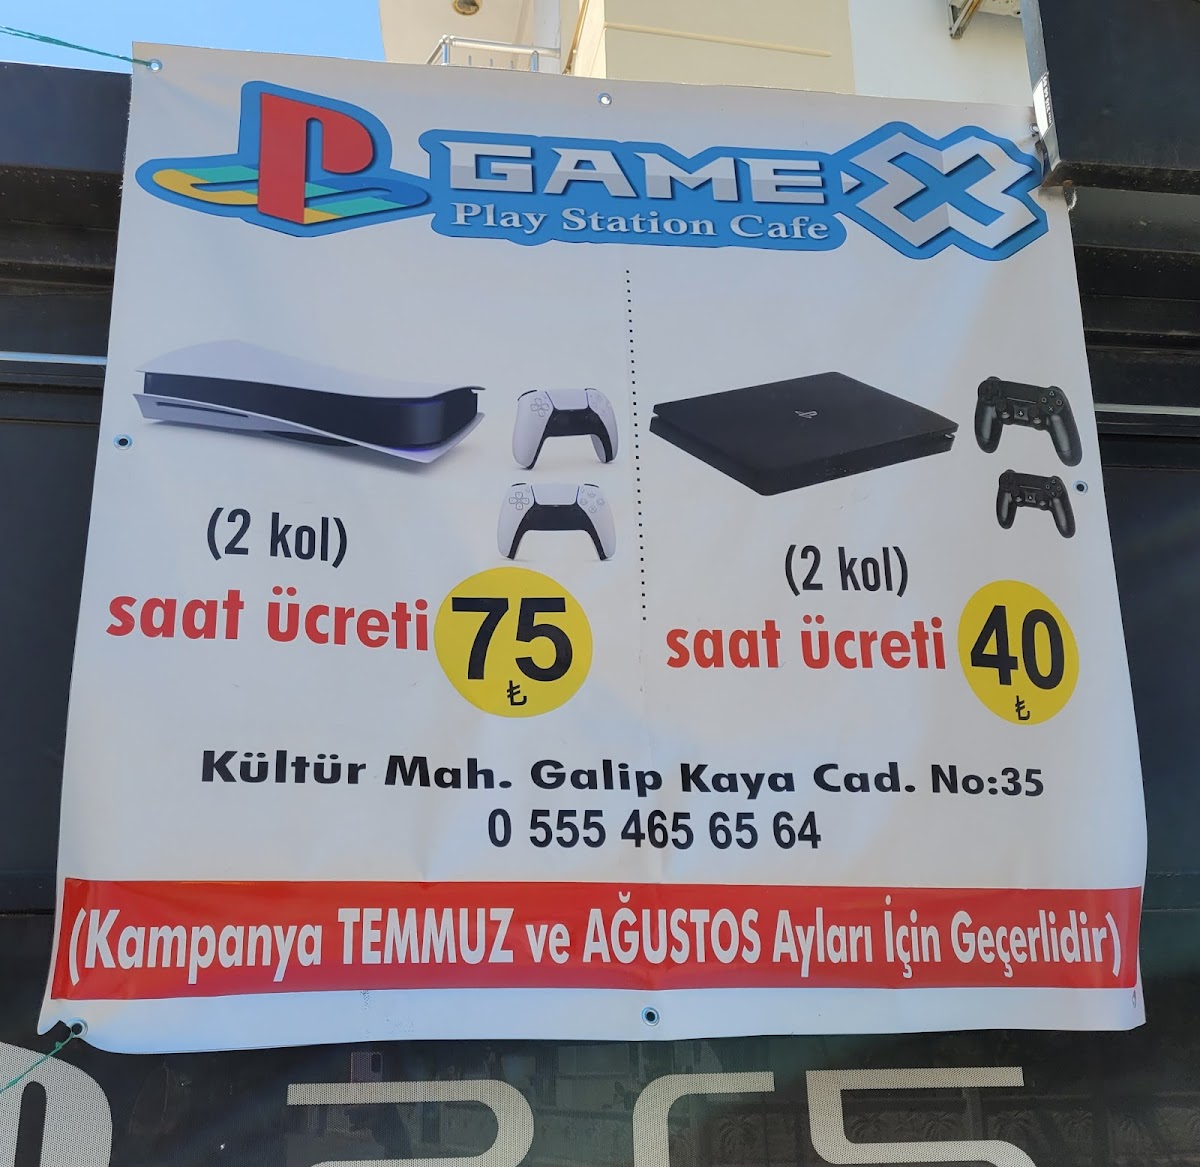 GAME X
Play Station Cafe
(2 kol)
saat ücreti 75 ₺
(2 kol)
saat ücreti 40 ₺
Kültür Mah. Galip Kaya Cad. No:35
0 555 465 65 64
(Kampanya TEMMUZ ve AĞUSTOS Ayları İçin Geçerlidir)
PS5